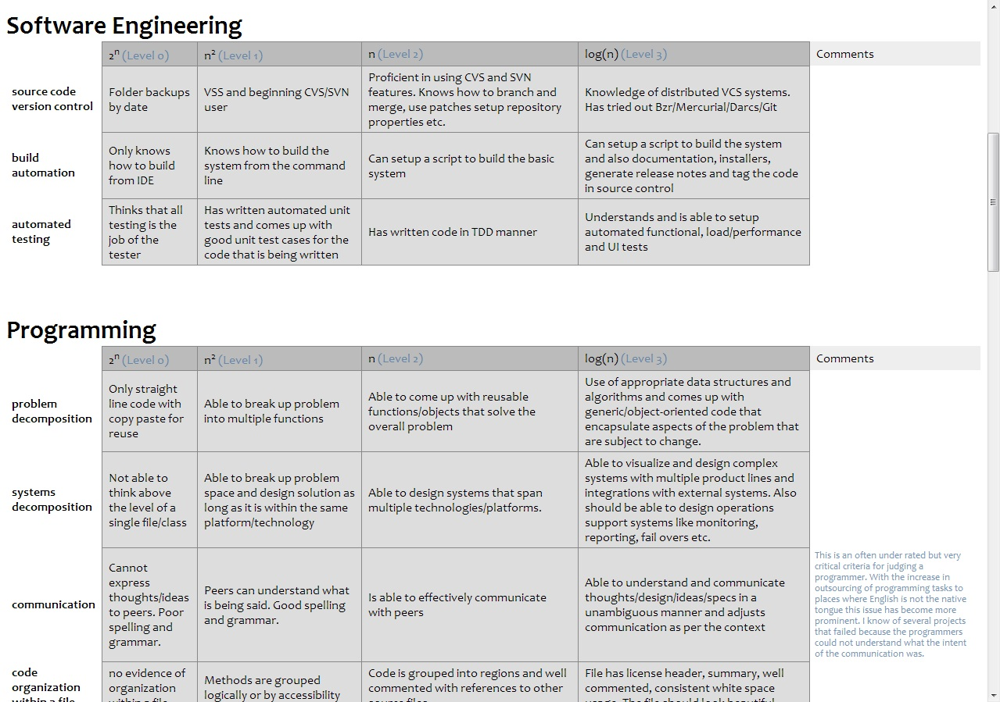 Software Engineering
2ⁿ (Level 0)
n² (Level 1)
n (Level 2)
log(n) (Level 3)
Comments
source code
version control
Folder backups
by date
VSS and beginning CVS/SVN
user
Proficient in using CVS and SVN
features. Knows how to branch and
merge, use patches setup repository
properties etc.
Knowledge of distributed VCS systems.
Has tried out Bzr/Mercurial/Darcs/Git
build
automation
Only knows
how to build
from IDE
Knows how to build the
system from the command
line
Can setup a script to build the basic
system
Can setup a script to build the system
and also documentation, installers,
generate release notes and tag the code
in source control
automated
testing
Thinks that all
testing is the
job of the
tester
Has written automated unit
tests and comes up with
good unit test cases for the
code that is being written
Has written code in TDD manner
Understands and is able to setup
automated functional, load/performance
and UI tests
Programming
2ⁿ (Level 0)
n² (Level 1)
n (Level 2)
log(n) (Level 3)
Comments
problem
decomposition
Only straight
line code with
copy paste for
reuse
Able to break up problem
into multiple functions
Able to come up with reusable
functions/objects that solve the
overall problem
Use of appropriate data structures and
algorithms and comes up with
generic/object-oriented code that
encapsulate aspects of the problem that
are subject to change.
systems
decomposition
Not able to
think above
the level of a
single file/class
Able to break up problem
space and design solution as
long as it is within the same
platform/technology
Able to design systems that span
multiple technologies/platforms.
Able to visualize and design complex
systems with multiple product lines and
integrations with external systems. Also
should be able to design operations
support systems like monitoring,
reporting, fail overs etc.
communication
Cannot
express
thoughts/ideas
to peers. Poor
spelling and
grammar.
Peers can understand what
is being said. Good spelling
and grammar.
Is able to effectively communicate
with peers
Able to understand and communicate
thoughts/design/ideas/specs in a
unambiguous manner and adjusts
communication as per the context
This is an often under rated but very
critical criteria for judging a
programmer. With the increase in
outsourcing of programming tasks to
places where English is not the native
tongue this issue has become more
prominent. I know of several projects
that failed because the programmers
could not understand what the intent
of the communication was.
code
organization
within a file
no evidence of
organization
within a file
Methods are grouped
logically or by accessibility
Code is grouped into regions and well
commented with references to other
source files
File has license header, summary, well
commented, consistent white space
usage. The file should look beautiful.